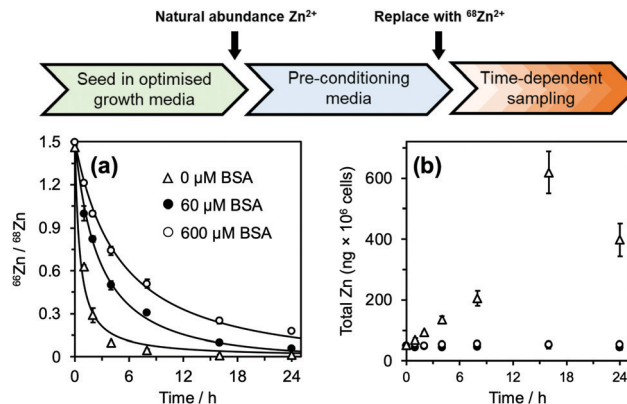 Natural abundance Zn²⁺
Replace with ⁶⁸Zn²⁺
Seed in optimised
growth media
Pre-conditioning
media
Time-dependent
sampling
(a)
1.5
1.2
0.9
0.6
0.3
0
⁶⁶Zn / ⁶⁸Zn
0 µM BSA
60 µM BSA
600 µM BSA
0 6 12 18 24
Time / h
(b)
600
400
200
0
Total Zn (ng × 10⁶ cells)
0 6 12 18 24
Time / h